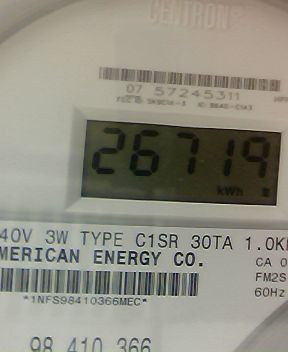 CENTRON®
07 57245311
26719
kWh
40V 3W TYPE C1SR 30TA 1.0K
MERICAN ENERGY CO.
CA 0
FM2S
60Hz
*1NFS98410366MEC*
98 410 366